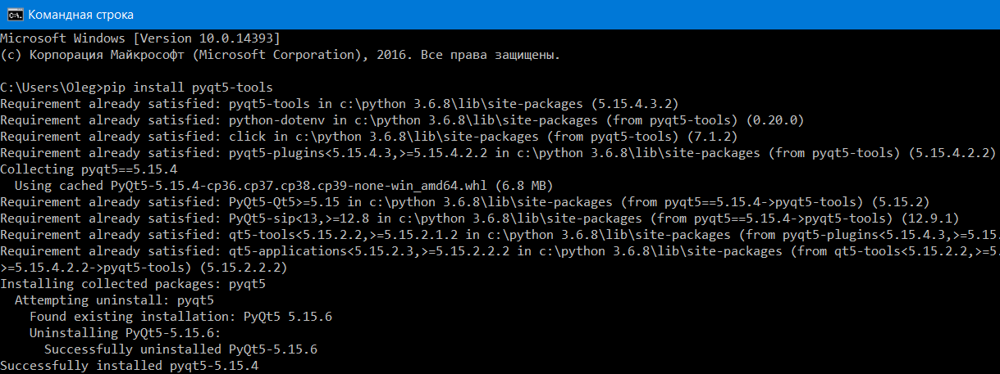 Командная строка
Microsoft Windows [Version 10.0.14393]
(c) Корпорация Майкрософт (Microsoft Corporation), 2016. Все права защищены.
C:\Users\Oleg>pip install pyqt5-tools
Requirement already satisfied: pyqt5-tools in c:\python 3.6.8\lib\site-packages (5.15.4.3.2)
Requirement already satisfied: python-dotenv in c:\python 3.6.8\lib\site-packages (from pyqt5-tools) (0.20.0)
Requirement already satisfied: click in c:\python 3.6.8\lib\site-packages (from pyqt5-tools) (7.1.2)
Requirement already satisfied: pyqt5-plugins<5.15.4.3,>=5.15.4.2.2 in c:\python 3.6.8\lib\site-packages (from pyqt5-tools) (5.15.4.2.2)
Collecting pyqt5==5.15.4
  Using cached PyQt5-5.15.4-cp36.cp37.cp38.cp39-none-win_amd64.whl (6.8 MB)
Requirement already satisfied: PyQt5-Qt5>=5.15 in c:\python 3.6.8\lib\site-packages (from pyqt5==5.15.4->pyqt5-tools) (5.15.2)
Requirement already satisfied: PyQt5-sip<13,>=12.8 in c:\python 3.6.8\lib\site-packages (from pyqt5==5.15.4->pyqt5-tools) (12.9.1)
Requirement already satisfied: qt5-tools<5.15.2.2,>=5.15.2.1.2 in c:\python 3.6.8\lib\site-packages (from pyqt5-plugins<5.15.4.3,>=5.15.
Requirement already satisfied: qt5-applications<5.15.2.3,>=5.15.2.2.2 in c:\python 3.6.8\lib\site-packages (from qt5-tools<5.15.2.2,>=5.
>=5.15.4.2.2->pyqt5-tools) (5.15.2.2.2)
Installing collected packages: pyqt5
  Attempting uninstall: pyqt5
    Found existing installation: PyQt5 5.15.6
    Uninstalling PyQt5-5.15.6:
      Successfully uninstalled PyQt5-5.15.6
Successfully installed pyqt5-5.15.4